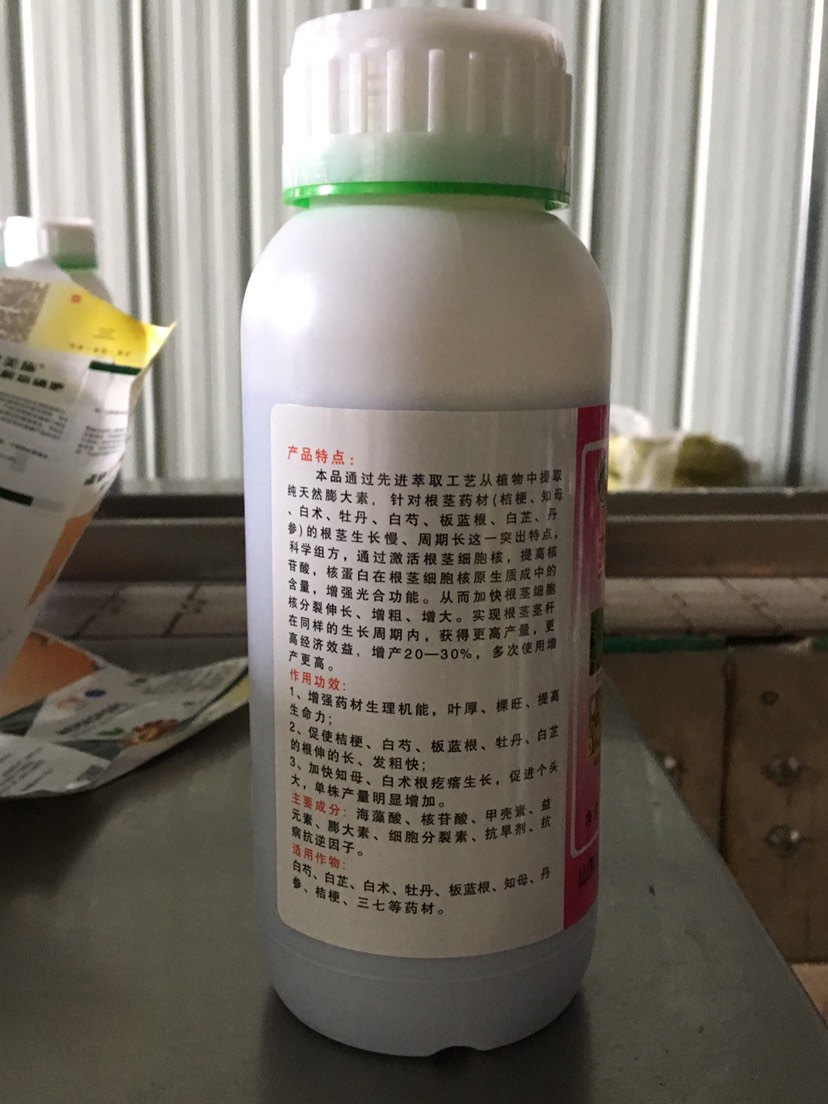 产品特点：
本品通过先进萃取工艺从植物中提取
纯天然膨大素，针对根茎药材(桔梗、知母
、白术、牡丹、白芍、板蓝根、白芷、丹
参)的根茎生长慢、周期长这一突出特点，
科学组方，通过激活根茎细胞核，提高核
苷酸，核蛋白在根茎细胞核原生质成中的
含量，增强光合功能。从而加快根茎细胞
核分裂伸长、增粗、增大。实现根茎茎秆
在同样的生长周期内，获得更高产量，更
高经济效益，增产20—30%，多次使用增
产更高。
作用功效：
1、增强药材生理机能，叶厚、棵旺、提高
生命力；
2、促使桔梗、白芍、板蓝根、牡丹、白芷
的根伸的长、发粗快；
3、加快知母、白术根疙瘩生长，促进个头
大，单株产量明显增加。
主要成分：海藻酸、核苷酸、甲壳素、益
元素、膨大素、细胞分裂素、抗旱剂、抗
病抗逆因子。
适用作物：
白芍、白芷、白术、牡丹、板蓝根、知母、丹
参、桔梗、三七等药材。
山东